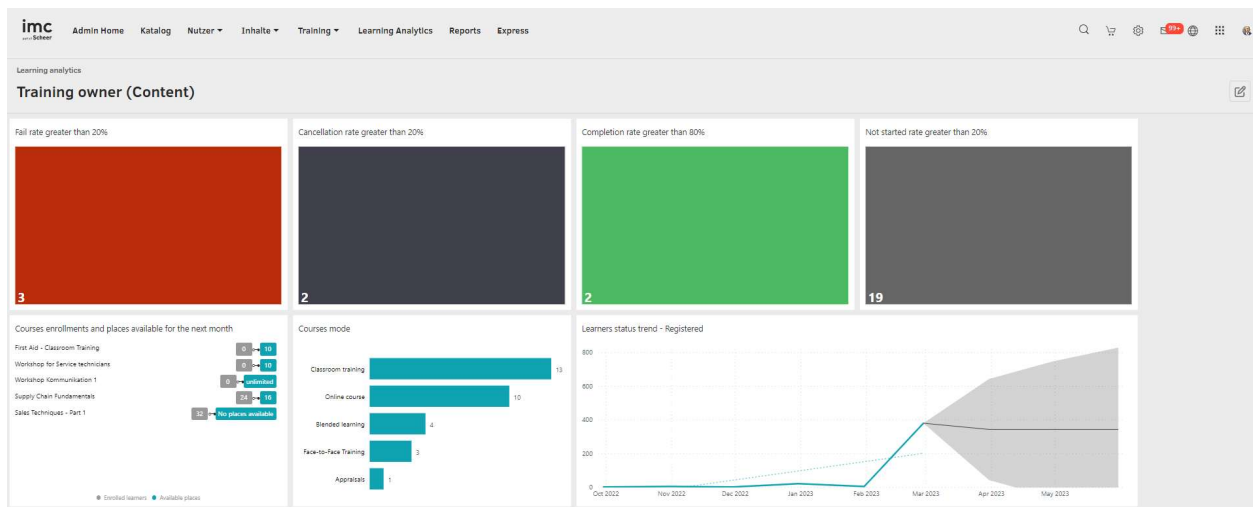 imc
Scheer
Admin Home Katalog Nutzer Inhalte Training Learning Analytics Reports Express
99+
Learning analytics
Training owner (Content)
Fail rate greater than 20%
3
Cancellation rate greater than 20%
2
Completion rate greater than 80%
2
Not started rate greater than 20%
19
Courses enrollments and places available for the next month
First Aid - Classroom Training 0 10
Workshop for Service technicians 0 10
Workshop Kommunikation 1 0 unlimited
Supply Chain Fundamentals 24 16
Sales Techniques - Part 1 32 No places available
Enrolled learners Available places
Courses mode
Classroom training 13
Online course 10
Blended learning 4
Face-to-Face Training 3
Appraisals 1
Learners status trend - Registered
800
600
400
200
0
Oct 2022 Nov 2022 Dec 2022 Jan 2023 Feb 2023 Mar 2023 Apr 2023 May 2023